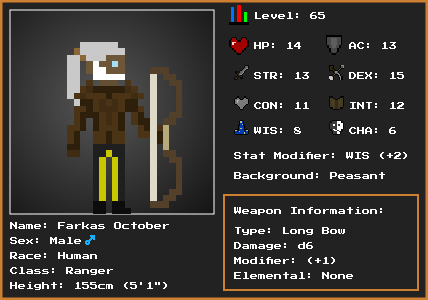 Level: 65
HP: 14
AC: 13
STR: 13
DEX: 15
CON: 11
INT: 12
WIS: 8
CHA: 6
Stat Modifier: WIS (+2)
Background: Peasant
Name: Farkas October
Sex: Male ♂
Race: Human
Class: Ranger
Height: 155cm (5'1")
Weapon Information:
Type: Long Bow
Damage: d6
Modifier: (+1)
Elemental: None